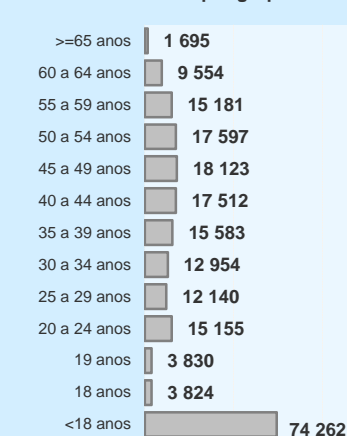 >=65 anos 1 695
60 a 64 anos 9 554
55 a 59 anos 15 181
50 a 54 anos 17 597
45 a 49 anos 18 123
40 a 44 anos 17 512
35 a 39 anos 15 583
30 a 34 anos 12 954
25 a 29 anos 12 140
20 a 24 anos 15 155
19 anos 3 830
18 anos 3 824
<18 anos 74 262